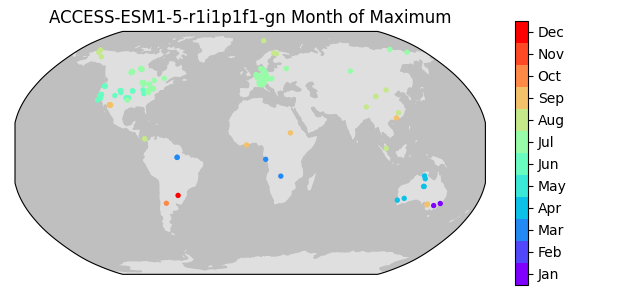 ACCESS-ESM1-5-r1i1p1f1-gn Month of Maximum
Dec
Nov
Oct
Sep
Aug
Jul
Jun
May
Apr
Mar
Feb
Jan